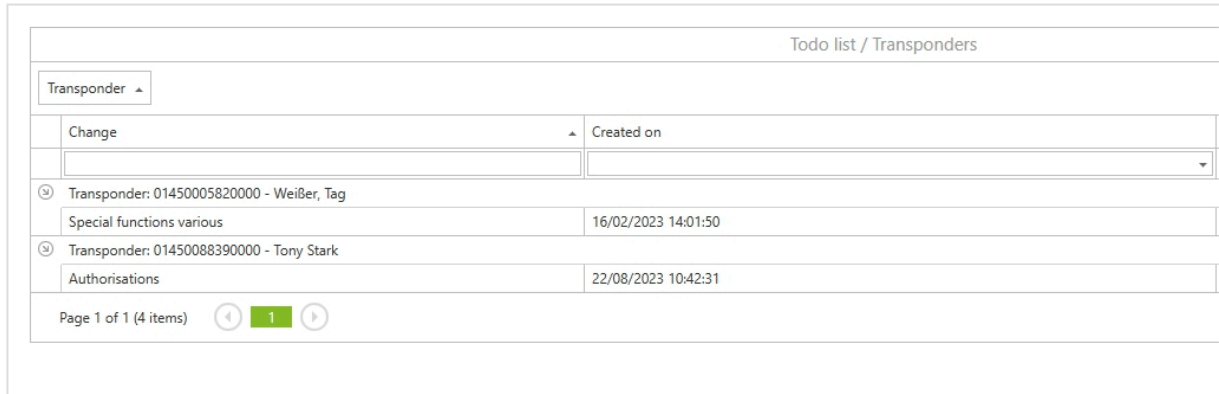 Todo list / Transponders
Transponder
Change Created on
Transponder: 01450005820000 - Weißer, Tag
Special functions various 16/02/2023 14:01:50
Transponder: 01450088390000 - Tony Stark
Authorisations 22/08/2023 10:42:31
Page 1 of 1 (4 items) 1